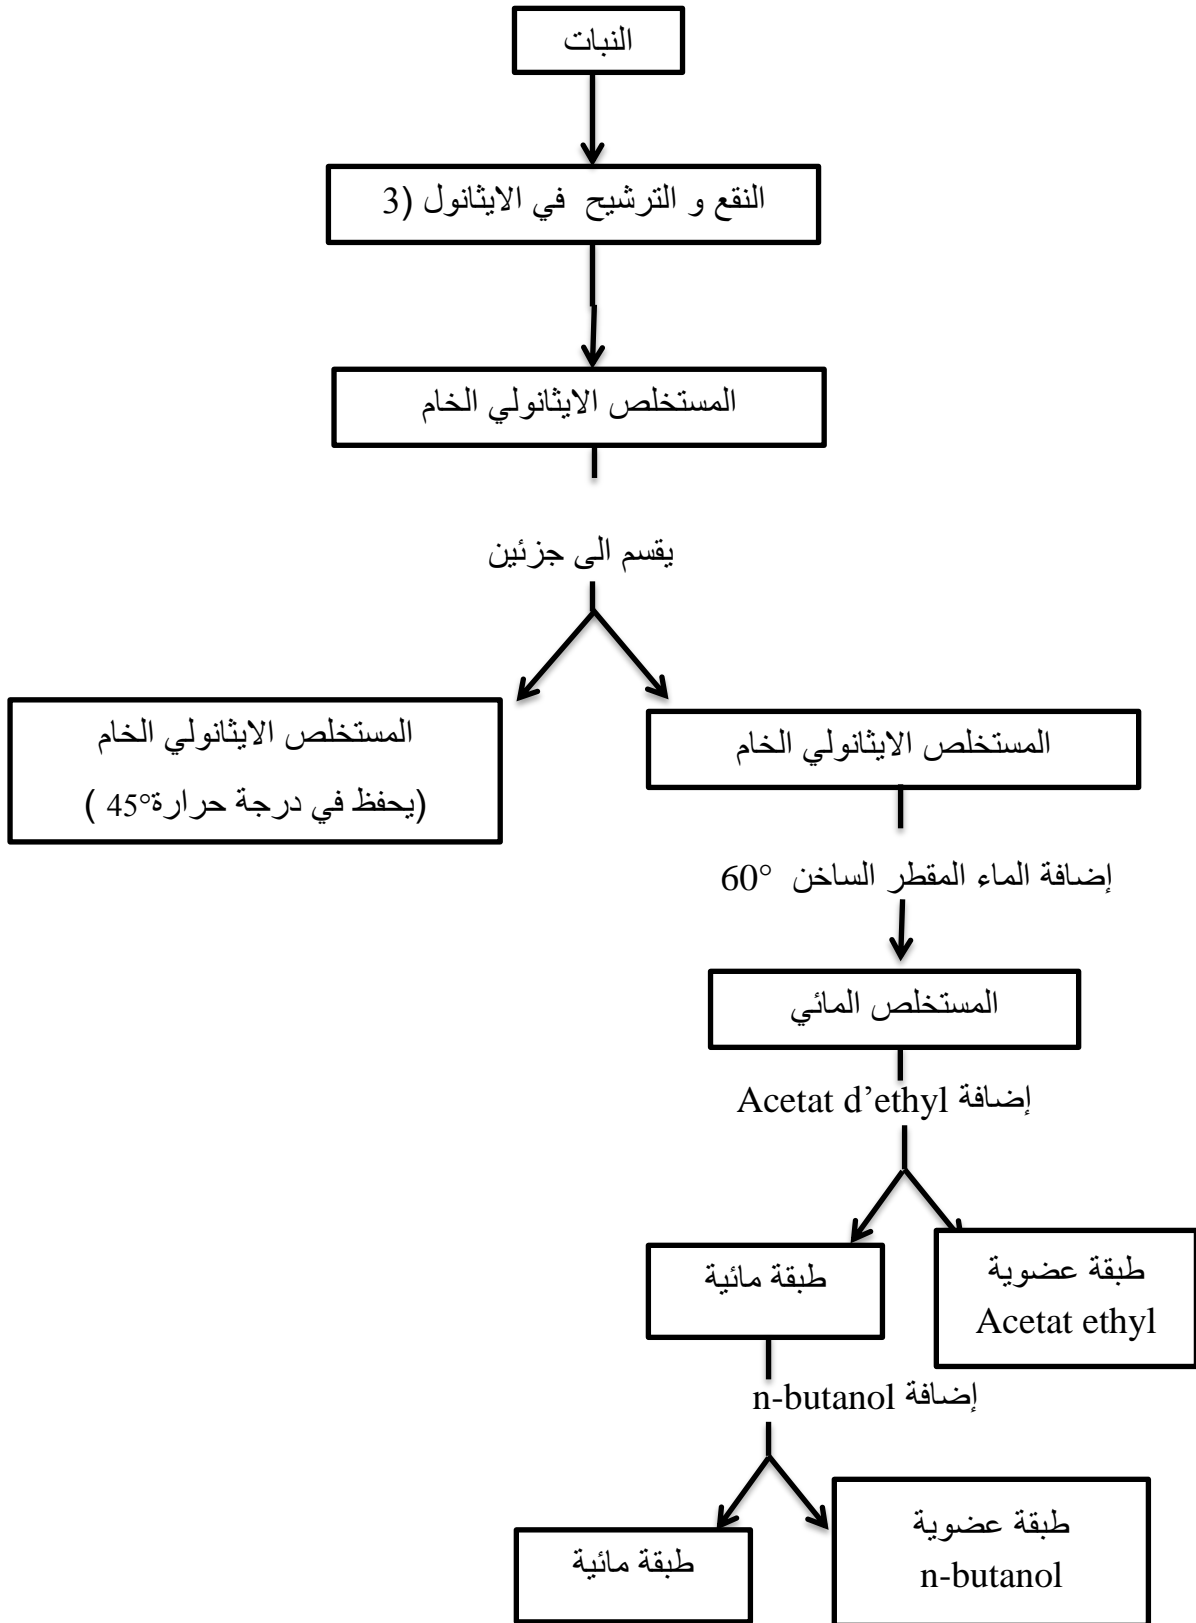 النبات
النقع و الترشيح في الايثانول (3
المستخلص الايثانولي الخام
يقسم الى جزئين
المستخلص الايثانولي الخام
المستخلص الايثانولي الخام
(يحفظ في درجة حرارة°45 )
إضافة الماء المقطر الساخن °60
المستخلص المائي
إضافة Acetat d’ethyl
طبقة عضوية
Acetat ethyl
طبقة مائية
إضافة n-butanol
طبقة عضوية
n-butanol
طبقة مائية